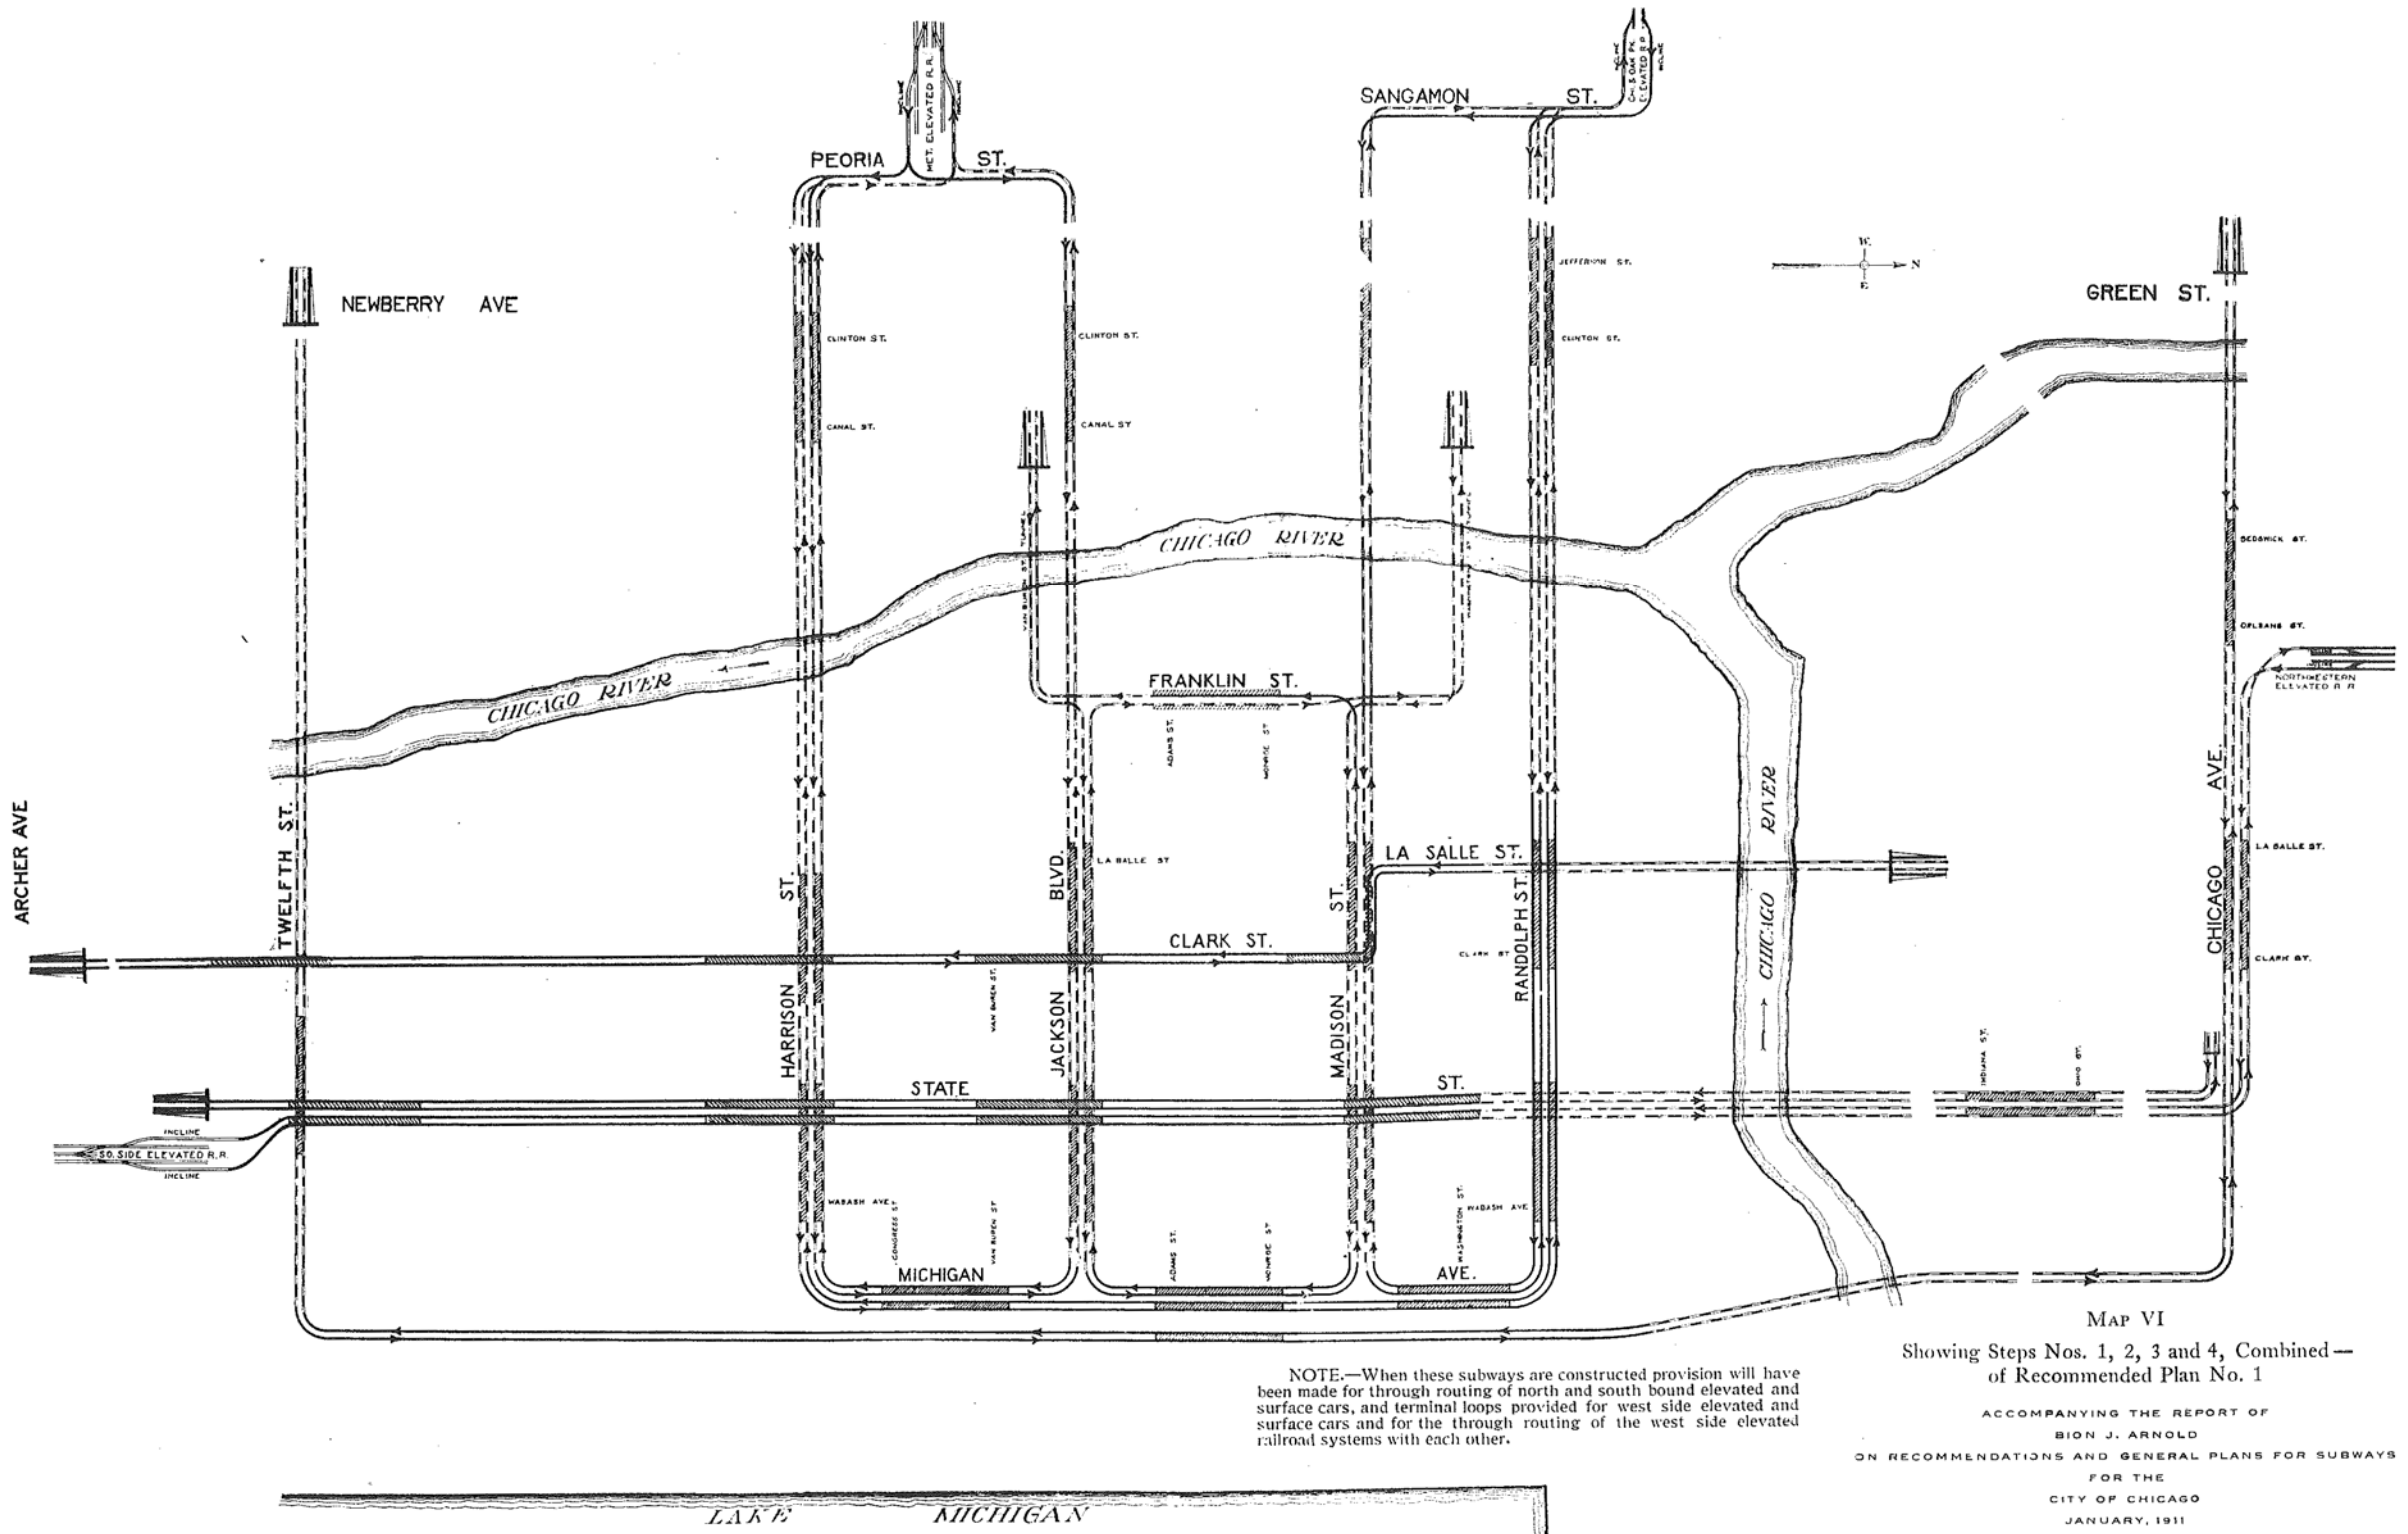 MET. ELEVATED R.R.
INCLINE
INCLINE
CHI. & OAK PK.
ELEVATED R.R.
INCLINE
INCLINE
SANGAMON ST.
PEORIA ST.
W.
N
E
JEFFERSON ST.
GREEN ST.
NEWBERRY AVE
CLINTON ST.
CLINTON ST.
CLINTON ST.
CANAL ST.
CANAL SY
CHICAGO RIVER
SEDGWICK ST.
ORLEANS ST.
NORTHWESTERN
ELEVATED R R
CHICAGO RIVER
FRANKLIN ST.
ADAMS ST.
MONROE ST
ARCHER AVE
TWELFTH ST.
HARRISON ST.
JACKSON BLVD.
LA SALLE ST
MADISON ST.
LA SALLE ST.
RANDOLPH ST.
CHICAGO RIVER
CHICAGO AVE.
LA SALLE ST.
CLARK ST.
CLARK ST
CLARK ST.
VAN BUREN ST.
STATE ST.
INDIANA ST.
OHIO ST.
INCLINE
SO. SIDE ELEVATED R.R.
INCLINE
WABASH AVE.
CONGRESS ST.
VAN BUREN ST
ADAMS ST.
MONROE ST
WASHINGTON ST.
WABASH AVE
MICHIGAN AVE.
MAP VI
Showing Steps Nos. 1, 2, 3 and 4, Combined—
of Recommended Plan No. 1
NOTE.—When these subways are constructed provision will have
been made for through routing of north and south bound elevated and
surface cars, and terminal loops provided for west side elevated and
surface cars and for the through routing of the west side elevated
railroad systems with each other.
ACCOMPANYING THE REPORT OF
BION J. ARNOLD
ON RECOMMENDATIONS AND GENERAL PLANS FOR SUBWAYS
FOR THE
CITY OF CHICAGO
JANUARY, 1911
LAKE MICHIGAN